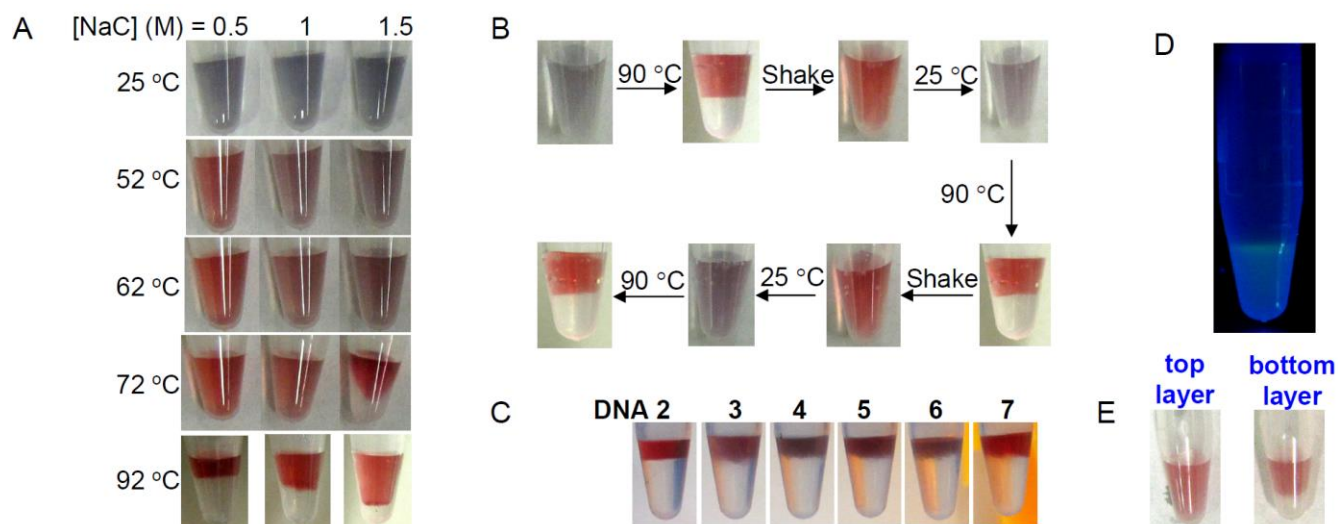 A
[NaC] (M) = 0.5 1 1.5
25 °C
52 °C
62 °C
72 °C
92 °C
B
90 °C
Shake
25 °C
90 °C
Shake
25 °C
90 °C
C
DNA 2 3 4 5 6 7
D
E
top
layer
bottom
layer